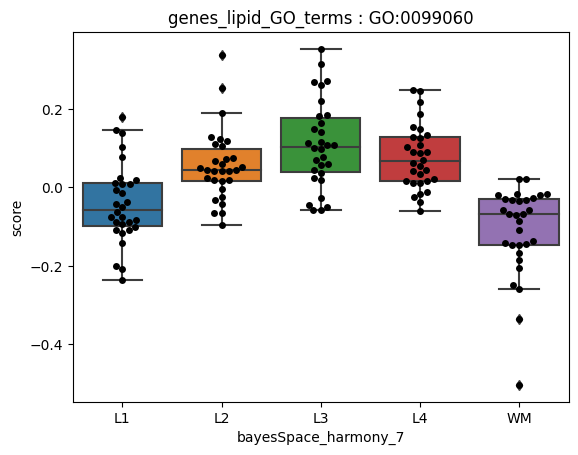 genes_lipid_GO_terms : GO:0099060
score
0.2
0.0
−0.2
−0.4
L1 L2 L3 L4 WM
bayesSpace_harmony_7